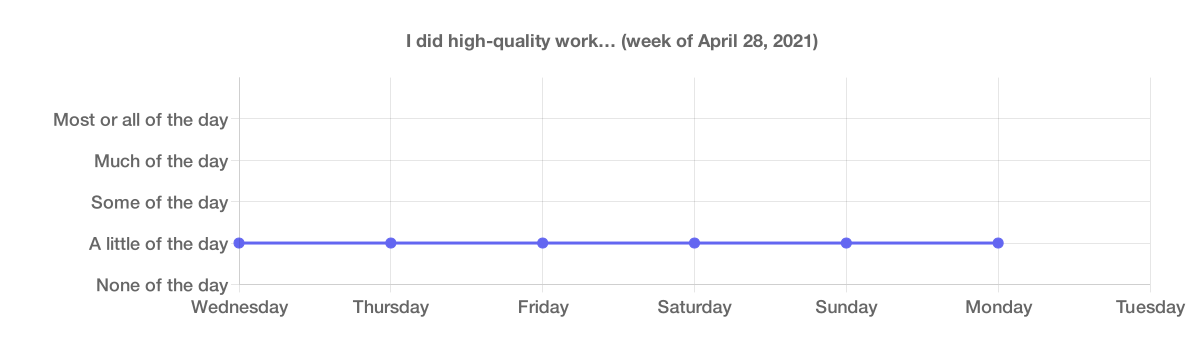 I did high-quality work… (week of April 28, 2021)
Most or all of the day
Much of the day
Some of the day
A little of the day
None of the day
Wednesday Thursday Friday Saturday Sunday Monday Tuesday